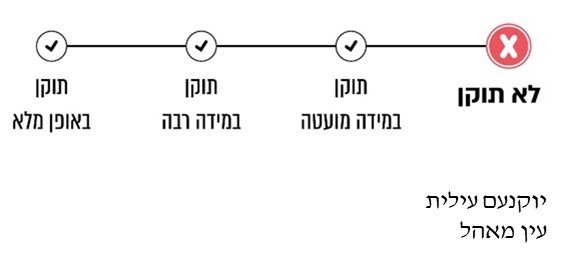 לא תוקן
תוקן
במידה מועטה
תוקן
במידה רבה
תוקן
באופן מלא
יוקנעם עילית
עין מאהל